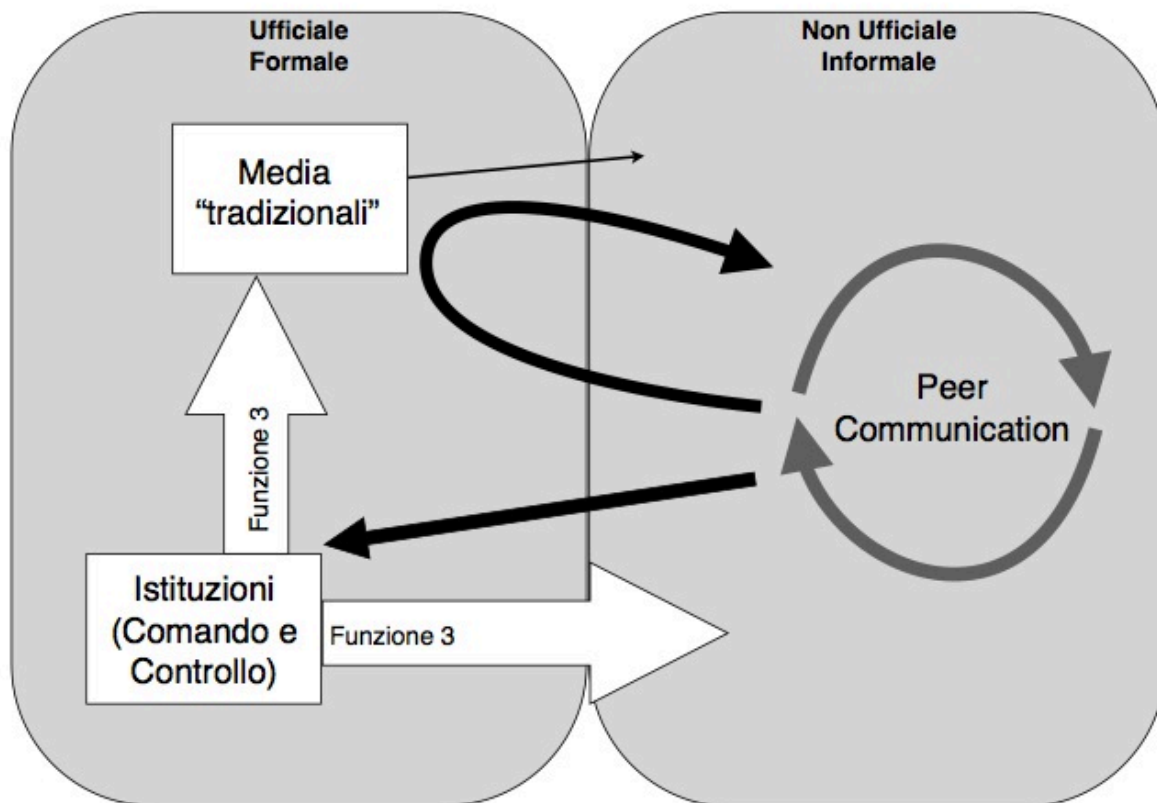 Ufficiale
Formale
Non Ufficiale
Informale
Media
“tradizionali”
Funzione 3
Peer
Communication
Istituzioni
(Comando e
Controllo)
Funzione 3